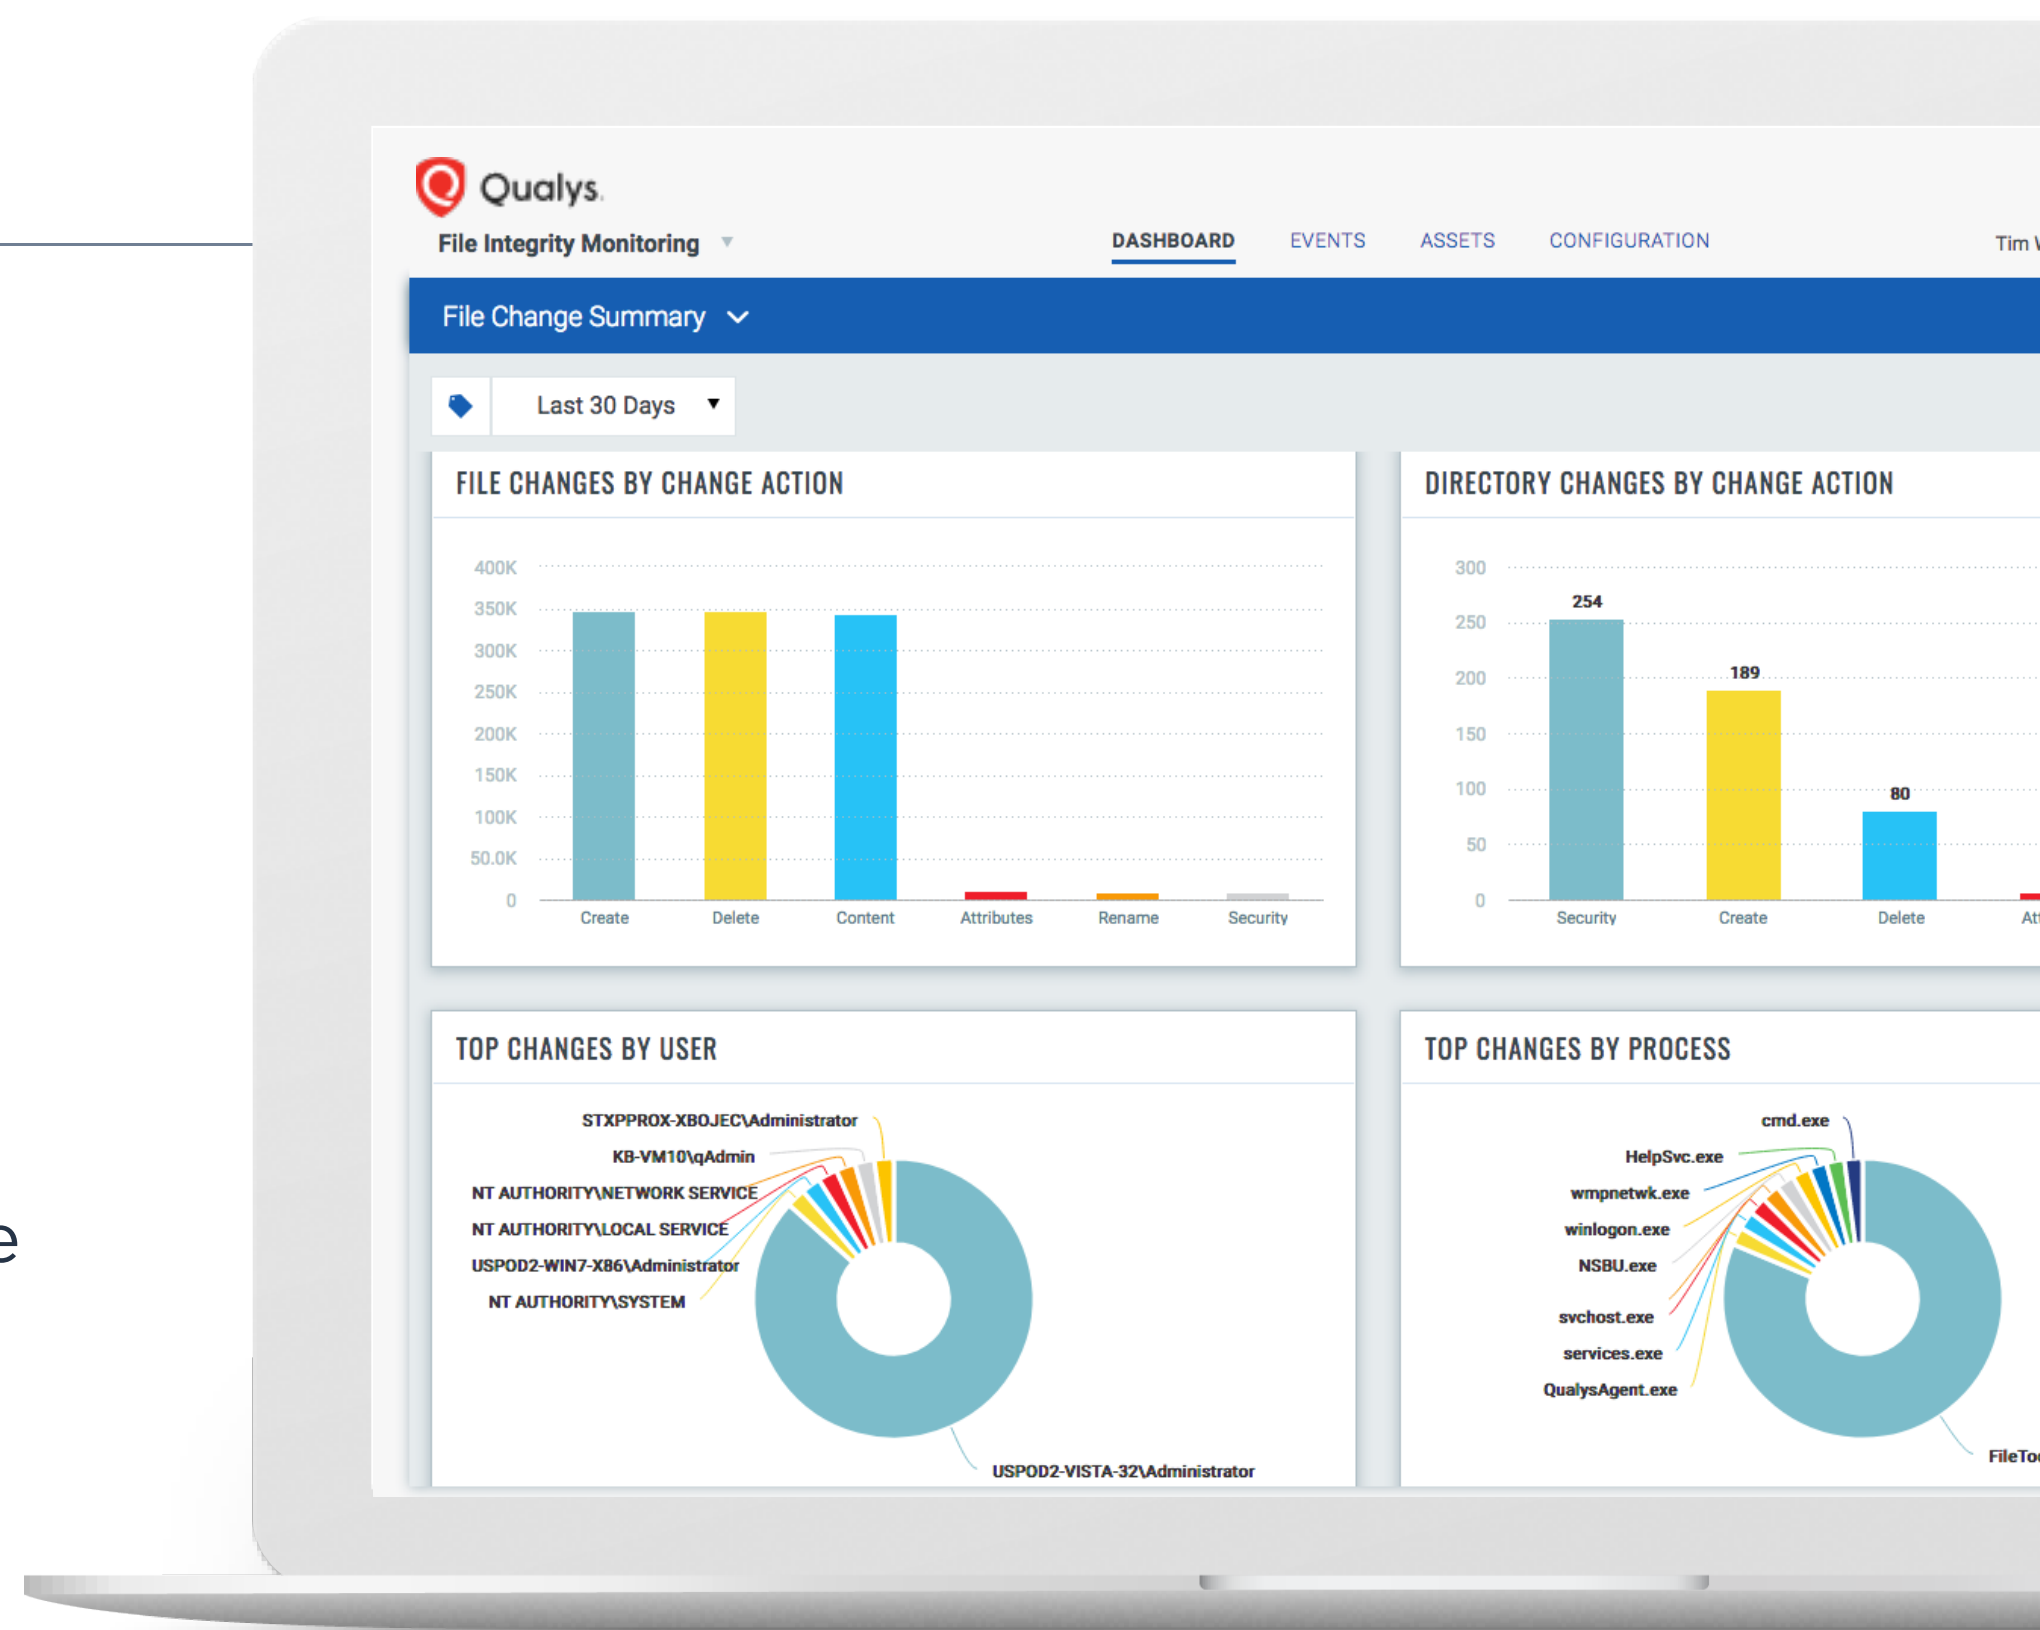 Qualys.
File Integrity Monitoring
DASHBOARD EVENTS ASSETS CONFIGURATION
Tim
File Change Summary
Last 30 Days
FILE CHANGES BY CHANGE ACTION
400K
350K
300K
250K
200K
150K
100K
50.0K
0
Create Delete Content Attributes Rename Security
DIRECTORY CHANGES BY CHANGE ACTION
300
250
200
150
100
50
0
254
189
80
Security Create Delete
TOP CHANGES BY USER
STXPPROX-XBOJEC\Administrator
KB-VM10\qAdmin
NT AUTHORITY\NETWORK SERVICE
NT AUTHORITY\LOCAL SERVICE
USPOD2-WIN7-X86\Administrator
NT AUTHORITY\SYSTEM
USPOD2-VISTA-32\Administrator
TOP CHANGES BY PROCESS
cmd.exe
HelpSvc.exe
wmpnetwk.exe
winlogon.exe
NSBU.exe
svchost.exe
services.exe
QualysAgent.exe
e